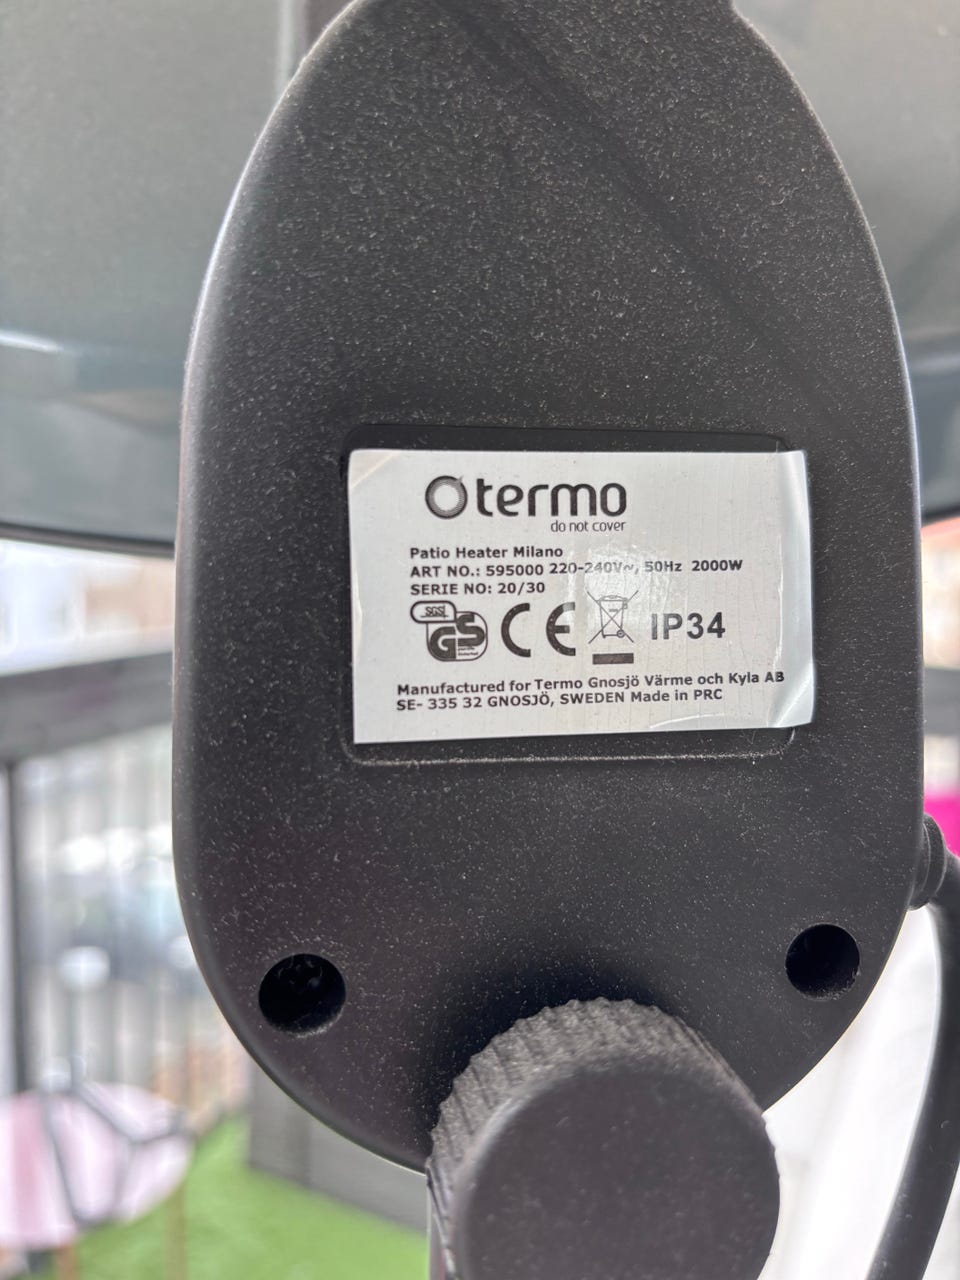 termo
do not cover
Patio Heater Milano
ART NO.: 595000 220-240V~, 50Hz 2000W
SERIE NO: 20/30
SGS
GS
CE
IP34
Manufactured for Termo Gnosjö Värme och Kyla AB
SE- 335 32 GNOSJÖ, SWEDEN Made in PRC